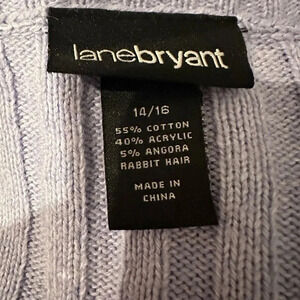 lanebryant
14/16
55% COTTON
40% ACRYLIC
5% ANGORA
RABBIT HAIR
MADE IN
CHINA